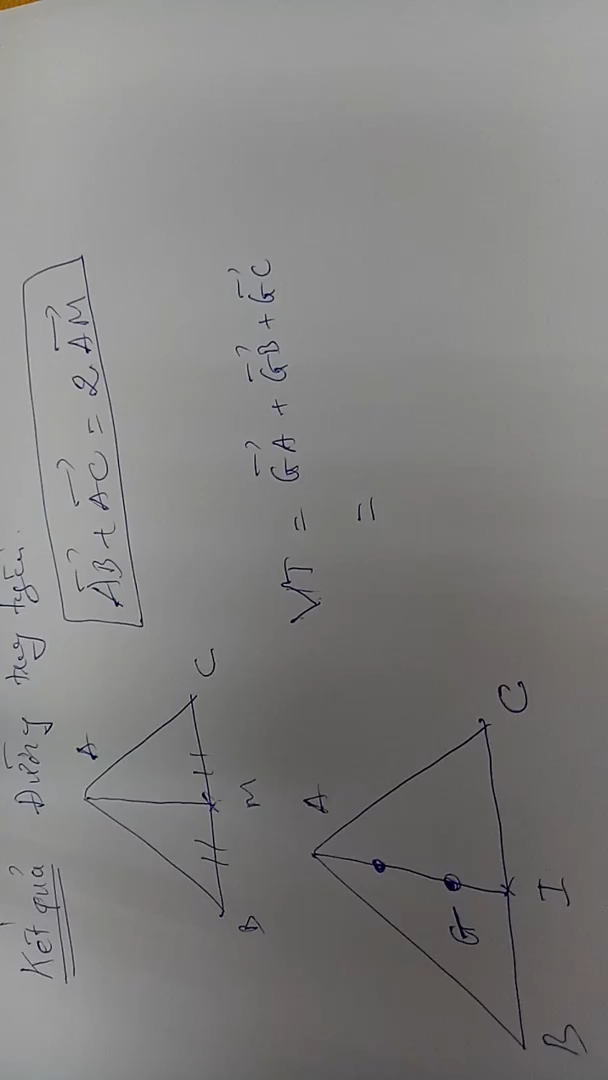 Kết quả Đường trung tuyến.
A
B M C
AB→ + AC→ = 2 AM→
A
G
B I C
VT = GA→ + GB→ + GC→
=